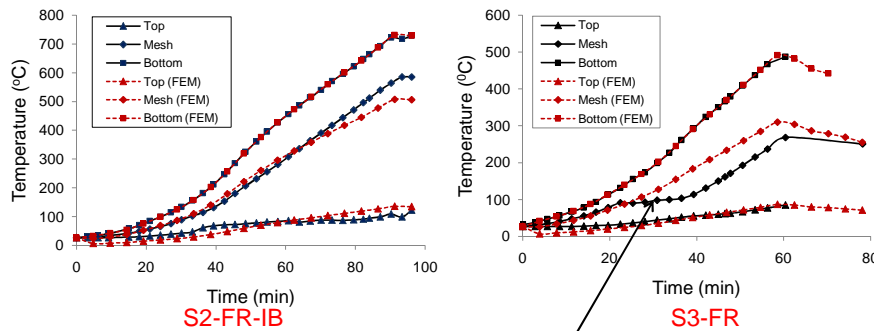 Top
Mesh
Bottom
Top (FEM)
Mesh (FEM)
Bottom (FEM)
Temperature (⁰C)
800
700
600
500
400
300
200
100
0
0 20 40 60 80 100
Time (min)
S2-FR-IB
Top
Mesh
Bottom
Top (FEM)
Mesh (FEM)
Bottom (FEM)
Temperature (⁰C)
600
500
400
300
200
100
0
0 20 40 60 80
Time (min)
S3-FR